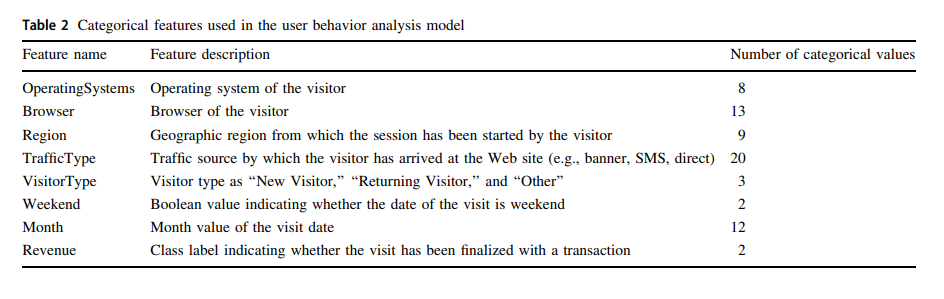 Table 2 Categorical features used in the user behavior analysis model
Feature name Feature description Number of categorical values
OperatingSystems Operating system of the visitor 8
Browser Browser of the visitor 13
Region Geographic region from which the session has been started by the visitor 9
TrafficType Traffic source by which the visitor has arrived at the Web site (e.g., banner, SMS, direct) 20
VisitorType Visitor type as “New Visitor,” “Returning Visitor,” and “Other” 3
Weekend Boolean value indicating whether the date of the visit is weekend 2
Month Month value of the visit date 12
Revenue Class label indicating whether the visit has been finalized with a transaction 2